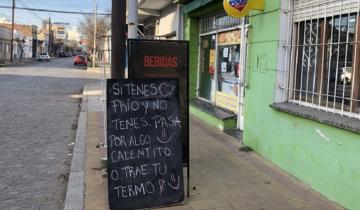 BEBIDAS
SI TENES
FRIO Y NO
TENES. PASA
POR ALGO
CALENTITO
O TRAE TU
TERMO!